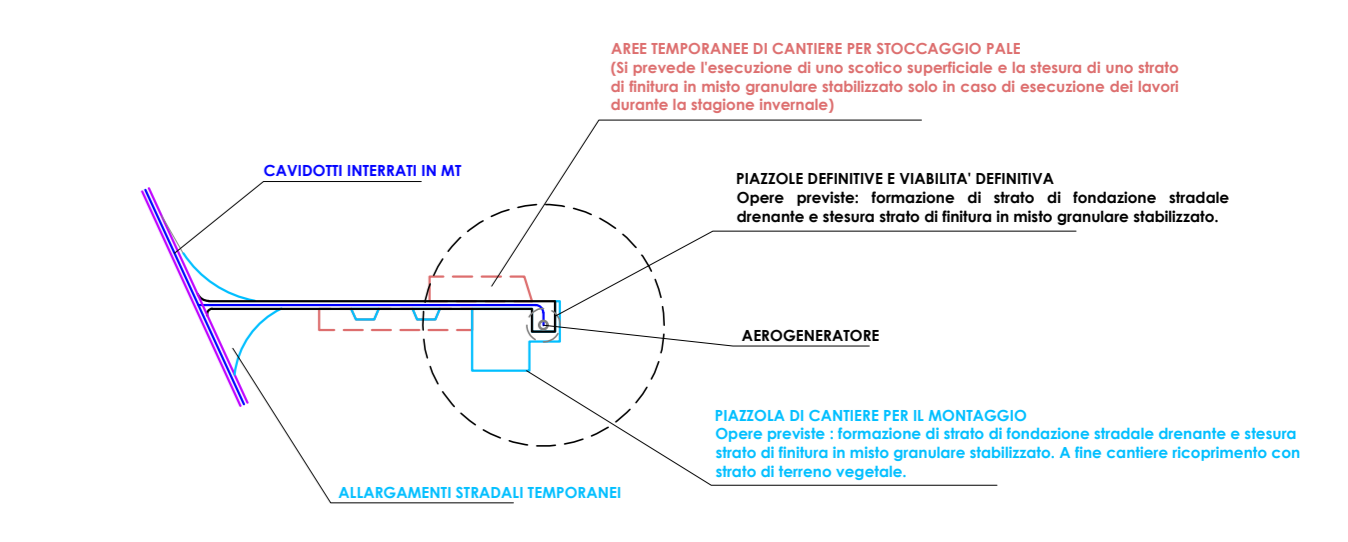 AREE TEMPORANEE DI CANTIERE PER STOCCAGGIO PALE
(Si prevede l'esecuzione di uno scotico superficiale e la stesura di uno strato
di finitura in misto granulare stabilizzato solo in caso di esecuzione dei lavori
durante la stagione invernale)
CAVIDOTTI INTERRATI IN MT
PIAZZOLE DEFINITIVE E VIABILITA' DEFINITIVA
Opere previste: formazione di strato di fondazione stradale
drenante e stesura strato di finitura in misto granulare stabilizzato.
AEROGENERATORE
PIAZZOLA DI CANTIERE PER IL MONTAGGIO
Opere previste : formazione di strato di fondazione stradale drenante e stesura
strato di finitura in misto granulare stabilizzato. A fine cantiere ricoprimento con
strato di terreno vegetale.
ALLARGAMENTI STRADALI TEMPORANEI